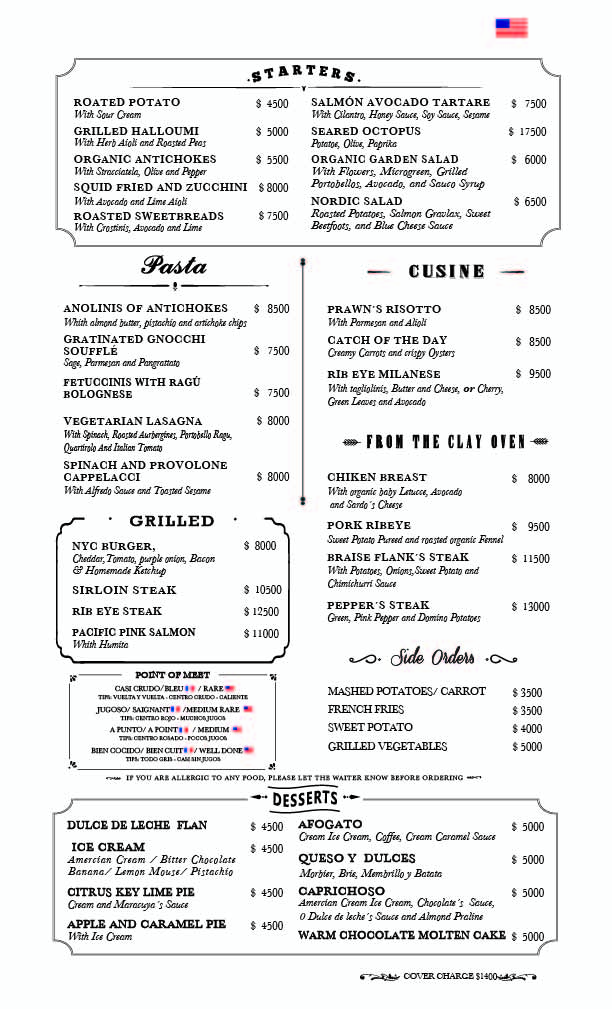 STARTERS
ROATED POTATO $ 4500
With Sour Cream
GRILLED HALLOUMI $ 5000
With Herb Aioli and Roasted Peas
ORGANIC ANTICHOKES $ 5500
With Stracciatela, Olive and Pepper
SQUID FRIED AND ZUCCHINI $ 8000
With Avocado and Lime Aioli
ROASTED SWEETBREADS $ 7500
With Crostinis, Avocado and Lime
SALMÓN AVOCADO TARTARE $ 7500
With Cilantro, Honey Sauce, Soy Sauce, Sesame
SEARED OCTOPUS $ 17500
Potatoe, Olive, Paprika
ORGANIC GARDEN SALAD $ 6000
With Flowers, Microgreen, Grilled
Portobellos, Avocado, and Sauco Syrup
NORDIC SALAD $ 6500
Roasted Potatoes, Salmon Gravlax, Sweet
Beetfoots, and Blue Cheese Sauce
Pasta
ANOLINIS OF ANTICHOKES $ 8500
Whith almond butter, pistachio and artichoke chips
GRATINATED GNOCCHI
SOUFFLÉ $ 7500
Sage, Parmesan and Pangrattato
FETUCCINIS WITH RAGÚ
BOLOGNESE $ 7500
VEGETARIAN LASAGNA $ 8000
With Spinach, Roasted Aurbergines, Portobello Ragu,
Quartirolo And Italian Tomato
SPINACH AND PROVOLONE
CAPPELACCI $ 8000
With Alfredo Sauce and Toasted Sesame
GRILLED
NYC BURGER, $ 8000
Cheddar, Tomato, purple onion, Bacon
& Homemade Ketchup
SIRLOIN STEAK $ 10500
RIB EYE STEAK $ 12500
PACIFIC PINK SALMON $ 11000
Whith Humita
POINT OF MEET
CASI CRUDO/BLEU / RARE
TIPS: VUELTA Y VUELTA - CENTRO CRUDO - CALIENTE
JUGOSO/ SAIGNANT /MEDIUM RARE
TIPS: CENTRO ROJO - MUCHOS JUGOS
A PUNTO/ A POINT / MEDIUM
TIPS: CENTRO ROSADO - POCOS JUGOS
BIEN COCIDO/ BIEN CUIT / WELL DONE
TIPS: TODO GRIS - CASI SIN JUGOS
CUSINE
PRAWN´S RISOTTO $ 8500
With Parmesan and Alioli
CATCH OF THE DAY $ 8500
Creamy Carrots and crispy Oysters
RIB EYE MILANESE $ 9500
With tagliolinis, Butter and Cheese, or Cherry,
Green Leaves and Avocado
FROM THE CLAY OVEN
CHIKEN BREAST $ 8000
With organic baby Letucce, Avocado
and Sardo´s Cheese
PORK RIBEYE $ 9500
Sweet Potato Pureed and roasted organic Fennel
BRAISE FLANK´S STEAK $ 11500
With Potatoes, Onions,Sweet Potato and
Chimichurri Sauce
PEPPER´S STEAK $ 13000
Green, Pink Pepper and Domino Potatoes
Side Orders
MASHED POTATOES/ CARROT $ 3500
FRENCH FRIES $ 3500
SWEET POTATO $ 4000
GRILLED VEGETABLES $ 5000
IF YOU ARE ALLERGIC TO ANY FOOD, PLEASE LET THE WAITER KNOW BEFORE ORDERING
DESSERTS
DULCE DE LECHE FLAN $ 4500
ICE CREAM $ 4500
Amercian Cream / Bitter Chocolate
Banana/ Lemon Mouse/ Pistachio
CITRUS KEY LIME PIE $ 4500
Cream and Maracuya´s Sauce
APPLE AND CARAMEL PIE $ 4500
With Ice Cream
AFOGATO $ 5000
Cream Ice Cream, Coffee, Cream Caramel Sauce
QUESO Y DULCES $ 5000
Morbier, Brie, Membrillo y Batata
CAPRICHOSO $ 5000
Amercian Cream Ice Cream, Chocolate´s Sauce,
0 Dulce de leche´s Sauce and Almond Praline
WARM CHOCOLATE MOLTEN CAKE $ 5000
COVER CHARGE $1400